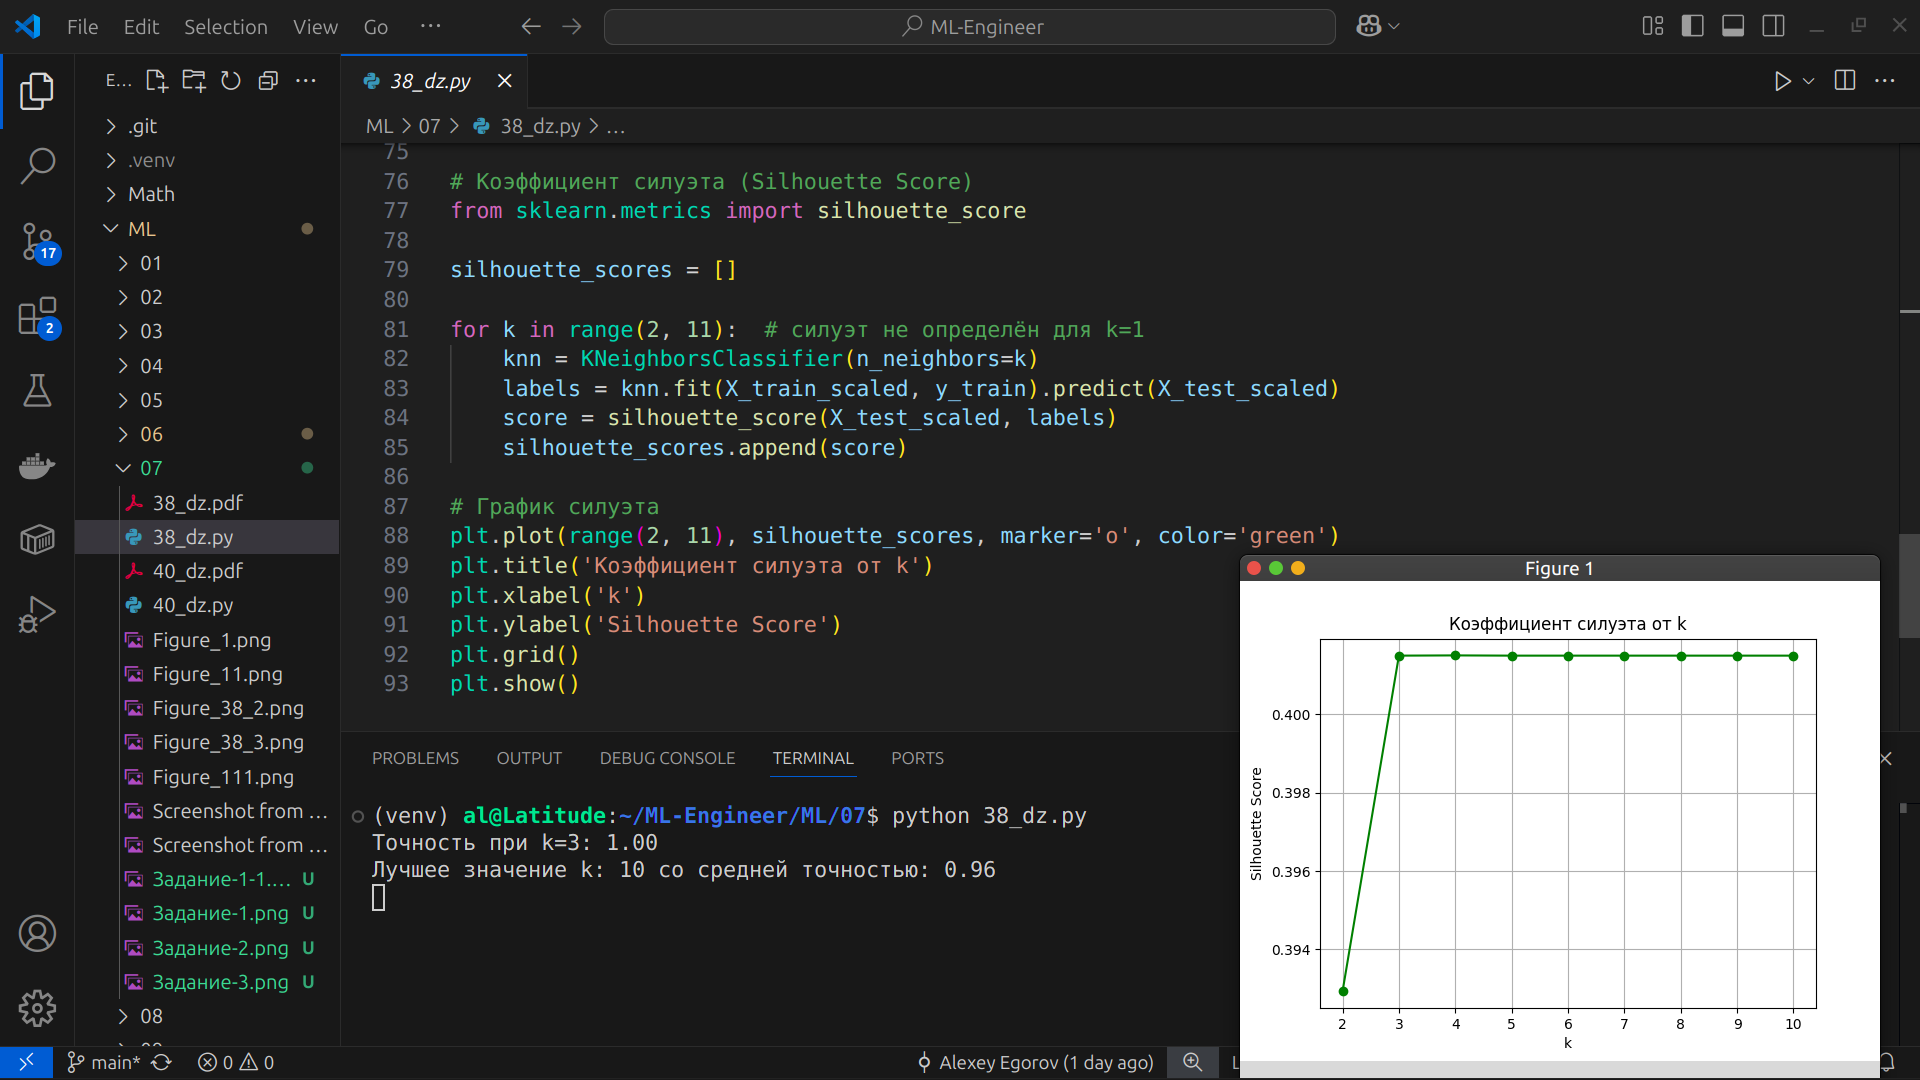 File Edit Selection View Go ···
ML-Engineer
E...
.git
.venv
Math
ML
01
02
03
04
05
06
07
38_dz.pdf
38_dz.py
40_dz.pdf
40_dz.py
Figure_1.png
Figure_11.png
Figure_38_2.png
Figure_38_3.png
Figure_111.png
Screenshot from ...
Screenshot from ...
Задание-1-1.... U
Задание-1.png U
Задание-2.png U
Задание-3.png U
08
17
2
38_dz.py
ML > 07 > 38_dz.py > ...
75
76 # Коэффициент силуэта (Silhouette Score)
77 from sklearn.metrics import silhouette_score
78
79 silhouette_scores = []
80
81 for k in range(2, 11):  # силуэт не определён для k=1
82     knn = KNeighborsClassifier(n_neighbors=k)
83     labels = knn.fit(X_train_scaled, y_train).predict(X_test_scaled)
84     score = silhouette_score(X_test_scaled, labels)
85     silhouette_scores.append(score)
86
87 # График силуэта
88 plt.plot(range(2, 11), silhouette_scores, marker='o', color='green')
89 plt.title('Коэффициент силуэта от k')
90 plt.xlabel('k')
91 plt.ylabel('Silhouette Score')
92 plt.grid()
93 plt.show()
PROBLEMS OUTPUT DEBUG CONSOLE TERMINAL PORTS
(venv) al@Latitude:~/ML-Engineer/ML/07$ python 38_dz.py
Точность при k=3: 1.00
Лучшее значение k: 10 со средней точностью: 0.96
Figure 1
Коэффициент силуэта от k
Silhouette Score
0.400
0.398
0.396
0.394
2 3 4 5 6 7 8 9 10
k
main* 0 0 Alexey Egorov (1 day ago)